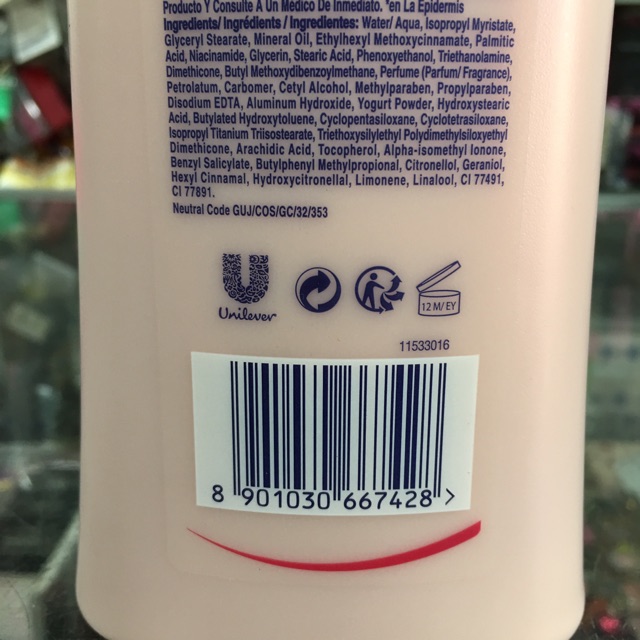 Producto Y Consulte A Un Médico De Inmediato. *en La Epidermis
Ingredients/ Ingrédients / Ingredientes: Water/ Aqua, Isopropyl Myristate,
Glyceryl Stearate, Mineral Oil, Ethylhexyl Methoxycinnamate, Palmitic
Acid, Niacinamide, Glycerin, Stearic Acid, Phenoxyethanol, Triethanolamine,
Dimethicone, Butyl Methoxydibenzoylmethane, Perfume (Parfum/ Fragrance),
Petrolatum, Carbomer, Cetyl Alcohol, Methylparaben, Propylparaben,
Disodium EDTA, Aluminum Hydroxide, Yogurt Powder, Hydroxystearic
Acid, Butylated Hydroxytoluene, Cyclopentasiloxane, Cyclotetrasiloxane,
Isopropyl Titanium Triisostearate, Triethoxysilylethyl Polydimethylsiloxyethyl
Dimethicone, Arachidic Acid, Tocopherol, Alpha-isomethyl Ionone,
Benzyl Salicylate, Butylphenyl Methylpropional, Citronellol, Geraniol,
Hexyl Cinnamal, Hydroxycitronellal, Limonene, Linalool, CI 77491,
CI 77891.
Neutral Code GUJ/COS/GC/32/353
Unilever
12 M/ EY
11533016
8 901030 667428 >